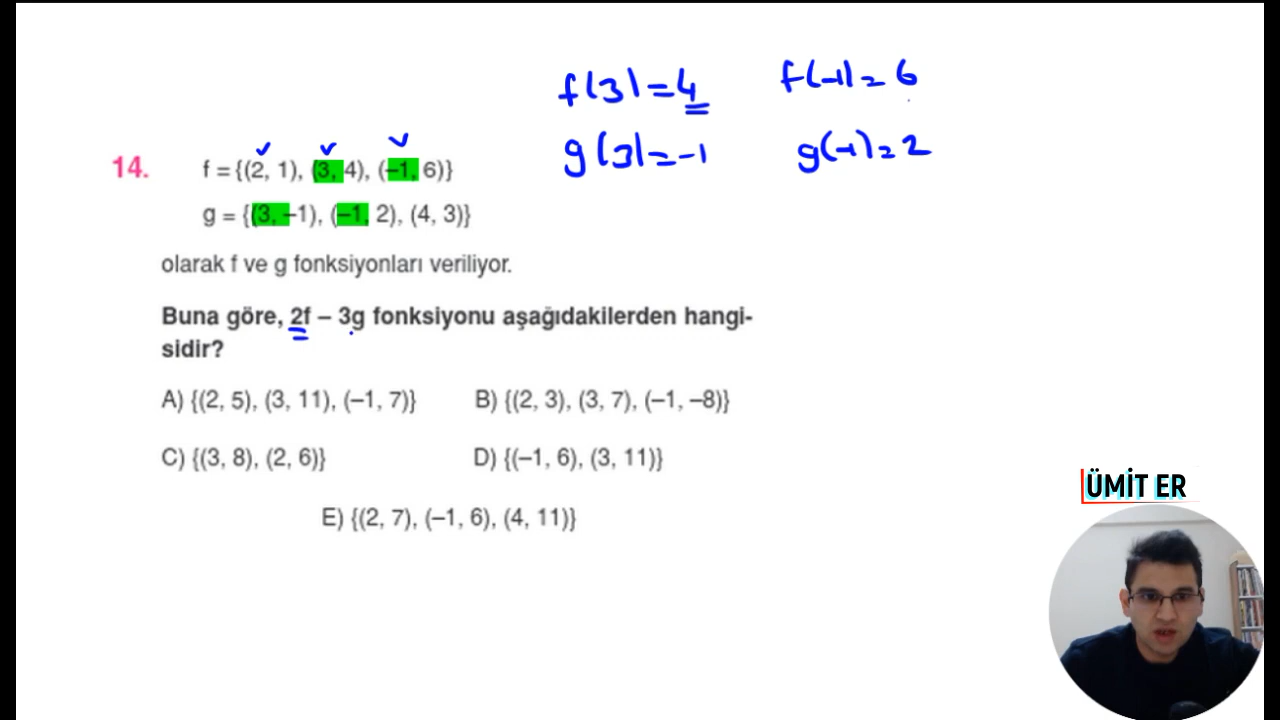 f(3)=4 f(-1)=6
g(3)=-1 g(-1)=2
14. f = {(2, 1), (3, 4), (–1, 6)}
g = {(3, –1), (–1, 2), (4, 3)}
olarak f ve g fonksiyonları veriliyor.
Buna göre, 2f – 3g fonksiyonu aşağıdakilerden hangi-
sidir?
A) {(2, 5), (3, 11), (–1, 7)} B) {(2, 3), (3, 7), (–1, –8)}
C) {(3, 8), (2, 6)} D) {(–1, 6), (3, 11)}
E) {(2, 7), (–1, 6), (4, 11)}
ÜMİT ER